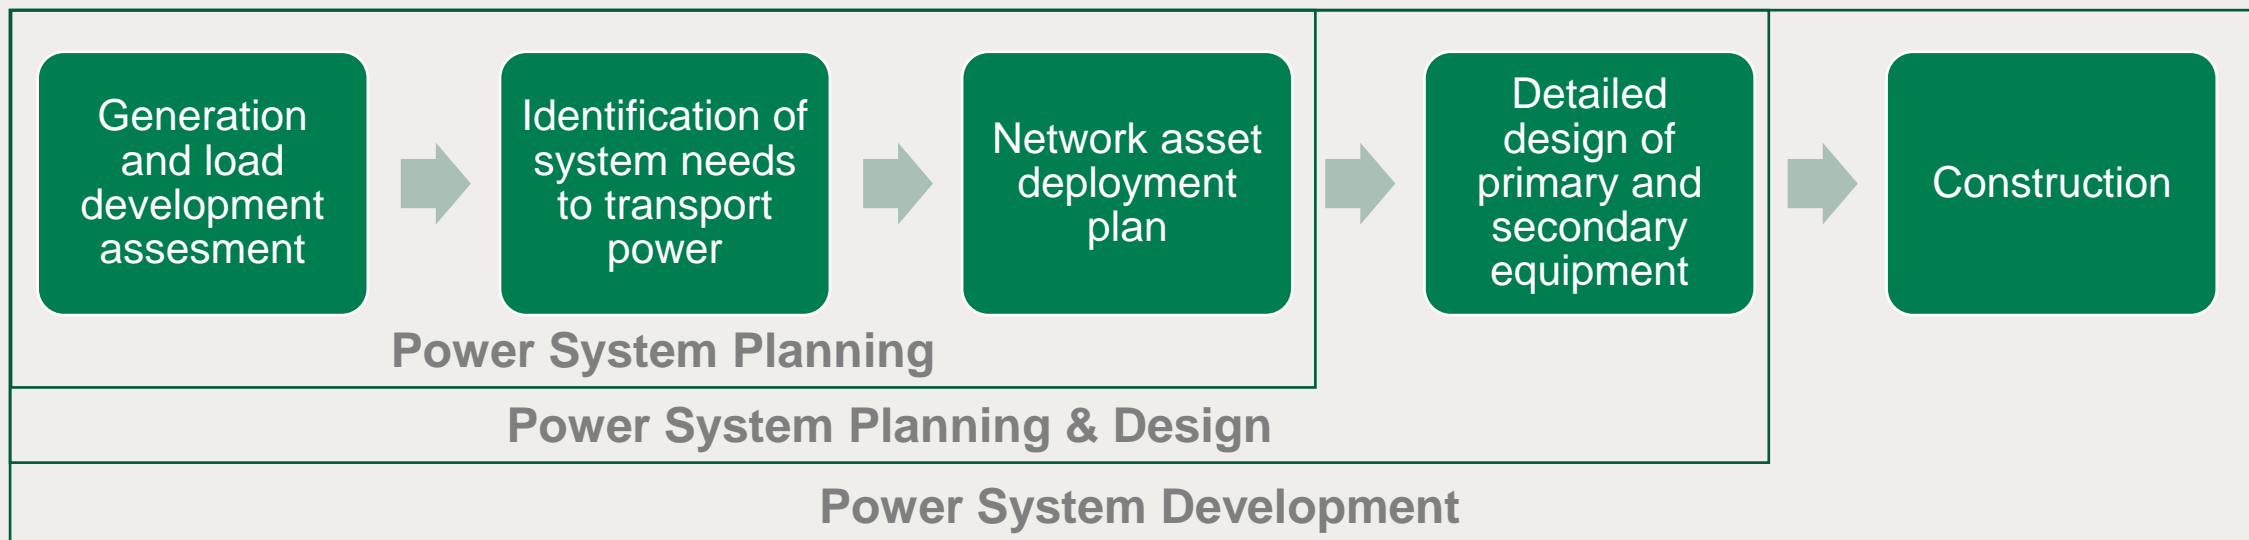 Generation
and load
development
assesment
Identification of
system needs
to transport
power
Network asset
deployment
plan
Detailed
design of
primary and
secondary
equipment
Construction
Power System Planning
Power System Planning & Design
Power System Development